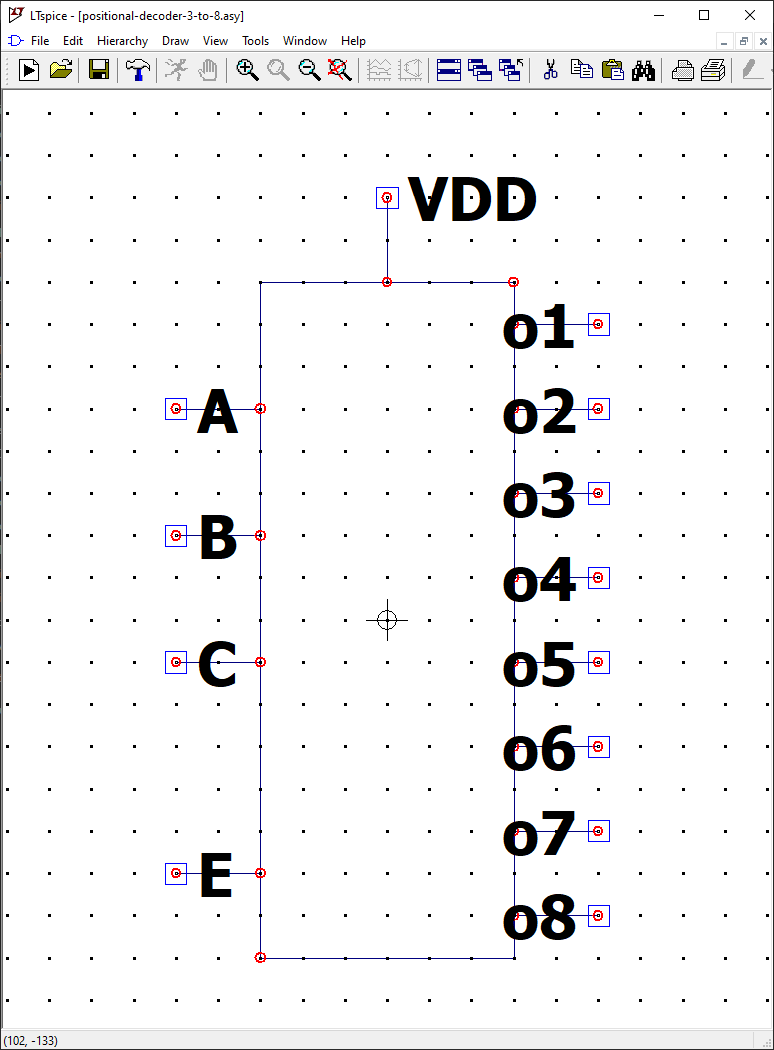 LTspice - [positional-decoder-3-to-8.asy]
File Edit Hierarchy Draw View Tools Window Help
VDD
o1
A
o2
o3
B
o4
C
o5
o6
o7
E
o8
(102, -133)